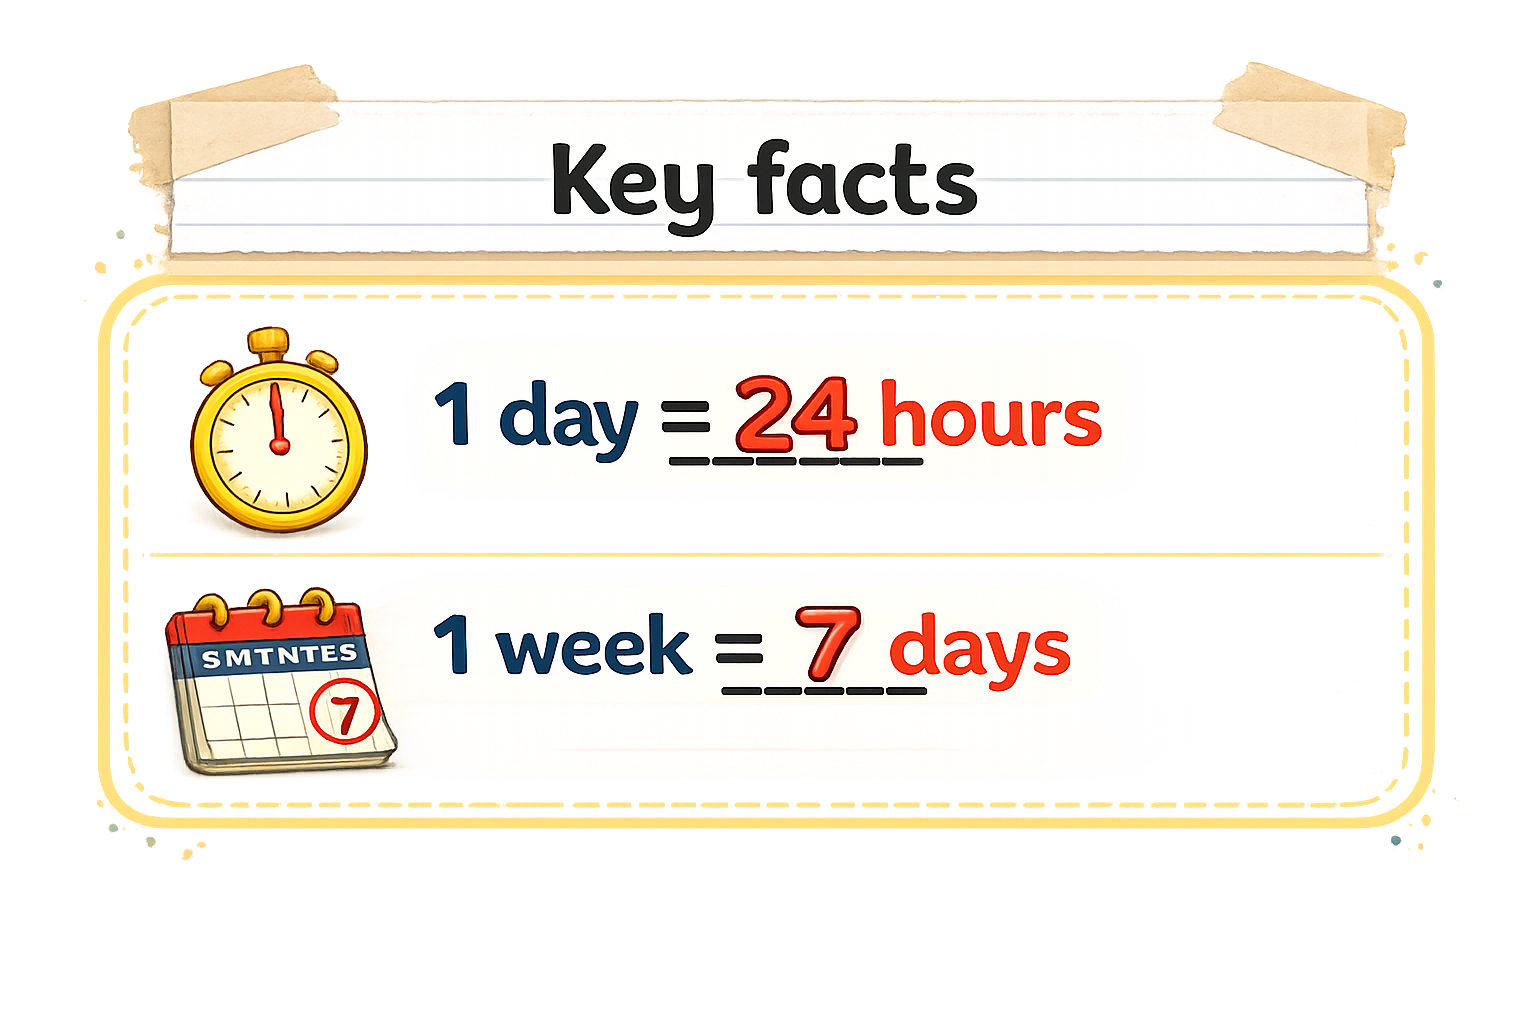 Key facts
1 day = 24 hours
1 week = 7 days
SMTNTES
7